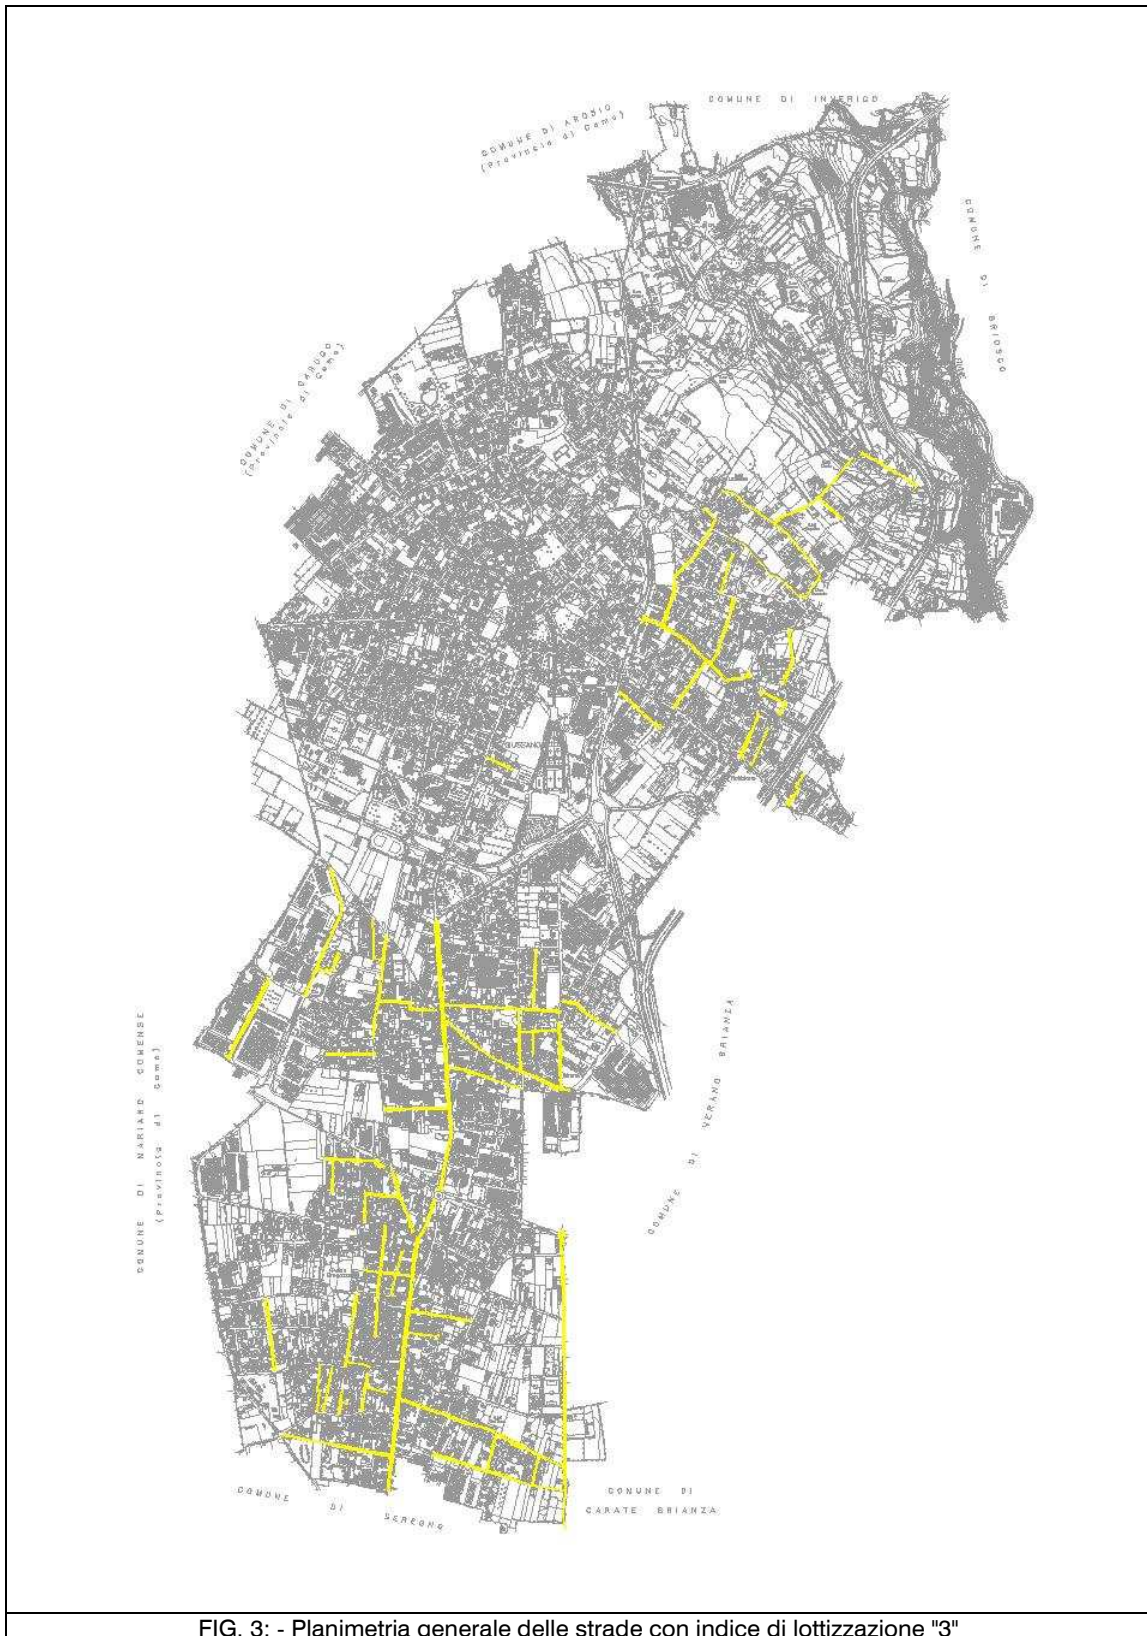 COMUNE DI INVERIGO
COMUNE DI AROSIO
(Provincia di Como)
COMUNE DI BRIOSCO
COMUNE DI CARUGO
(Provincia di Como)
GIUSSANO
COMUNE DI MARIANO COMENSE
(Provincia di Como)
COMUNE DI VERANO BRIANZA
COMUNE DI SEREGNO
COMUNE DI
CARATE BRIANZA
FIG. 3: - Planimetria generale delle strade con indice di lottizzazione "3"